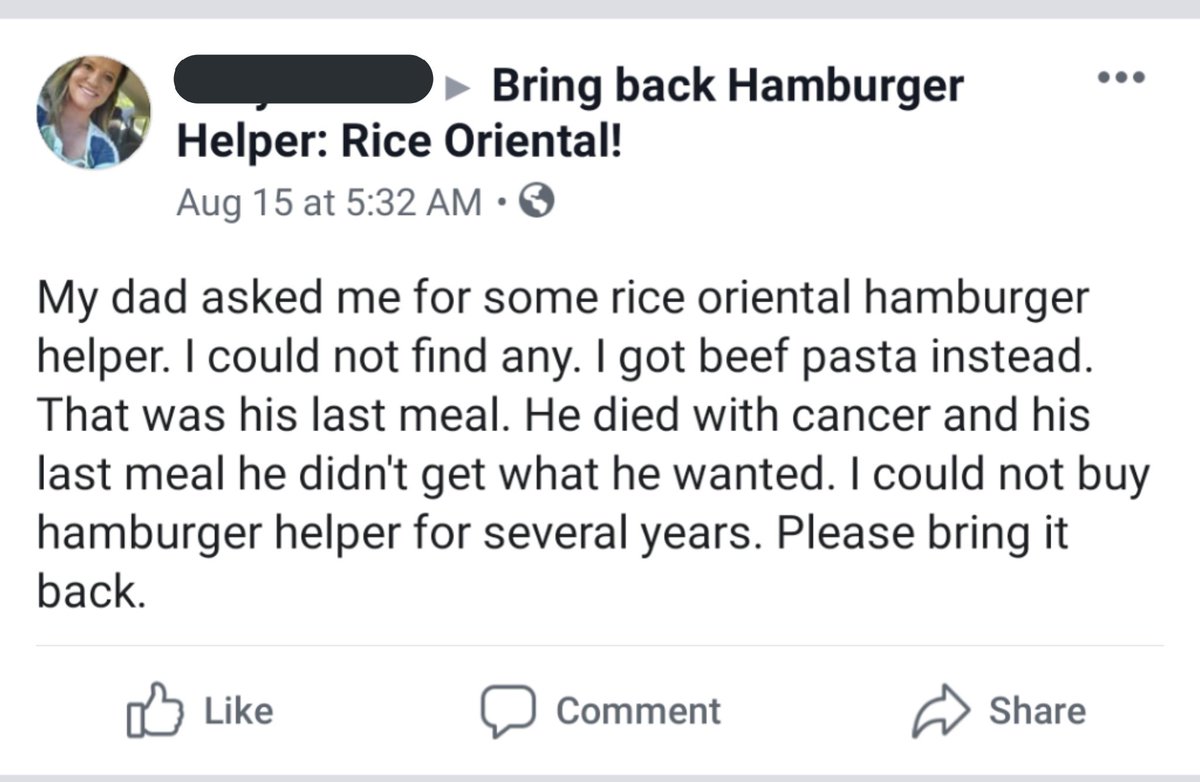 Bring back Hamburger
Helper: Rice Oriental!
Aug 15 at 5:32 AM •
My dad asked me for some rice oriental hamburger
helper. I could not find any. I got beef pasta instead.
That was his last meal. He died with cancer and his
last meal he didn't get what he wanted. I could not buy
hamburger helper for several years. Please bring it
back.
Like
Comment
Share